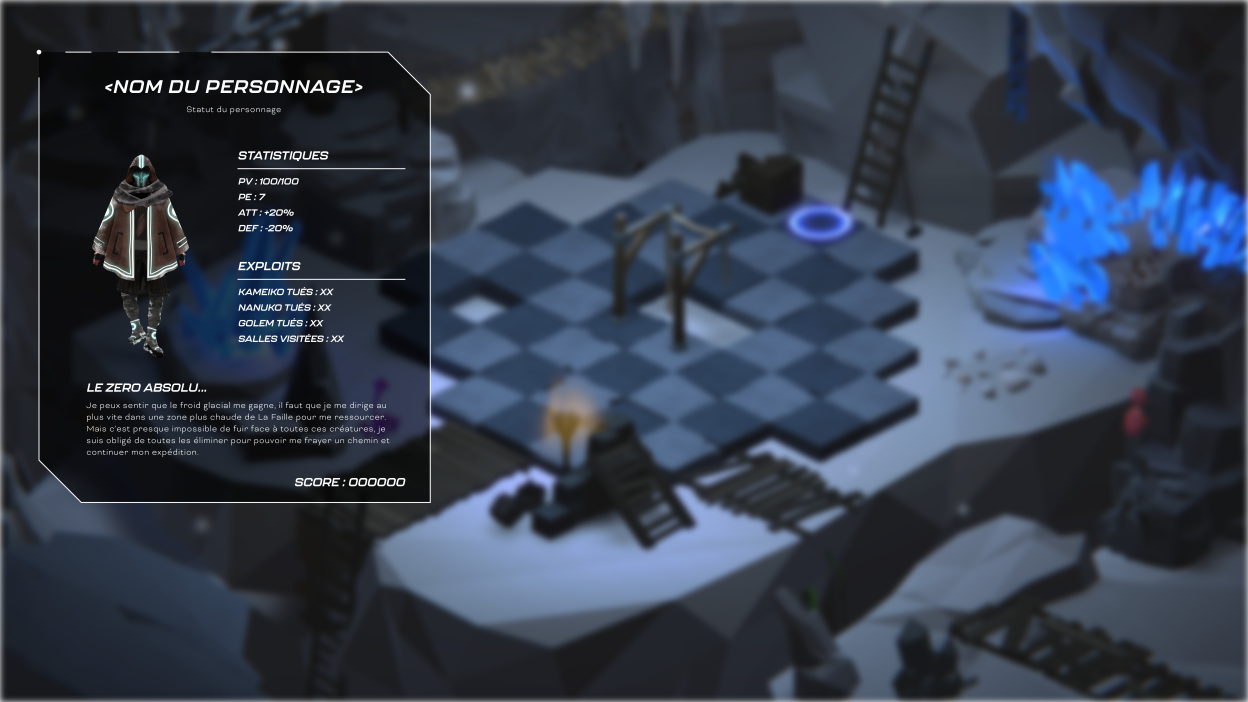 <NOM DU PERSONNAGE>
Statut du personnage
STATISTIQUES
PV : 100/100
PE : 7
ATT : +20%
DEF : -20%
EXPLOITS
KAMEIKO TUÉS : XX
NANUKO TUÉS : XX
GOLEM TUÉS : XX
SALLES VISITÉES : XX
LE ZERO ABSOLU...
Je peux sentir que le froid glacial me gagne, il faut que je me dirige au
plus vite dans une zone plus chaude de La Faille pour me ressourcer.
Mais c'est presque impossible de fuir face à toutes ces créatures, je
suis obligé de toutes les éliminer pour pouvoir me frayer un chemin et
continuer mon expédition.
SCORE : 000000